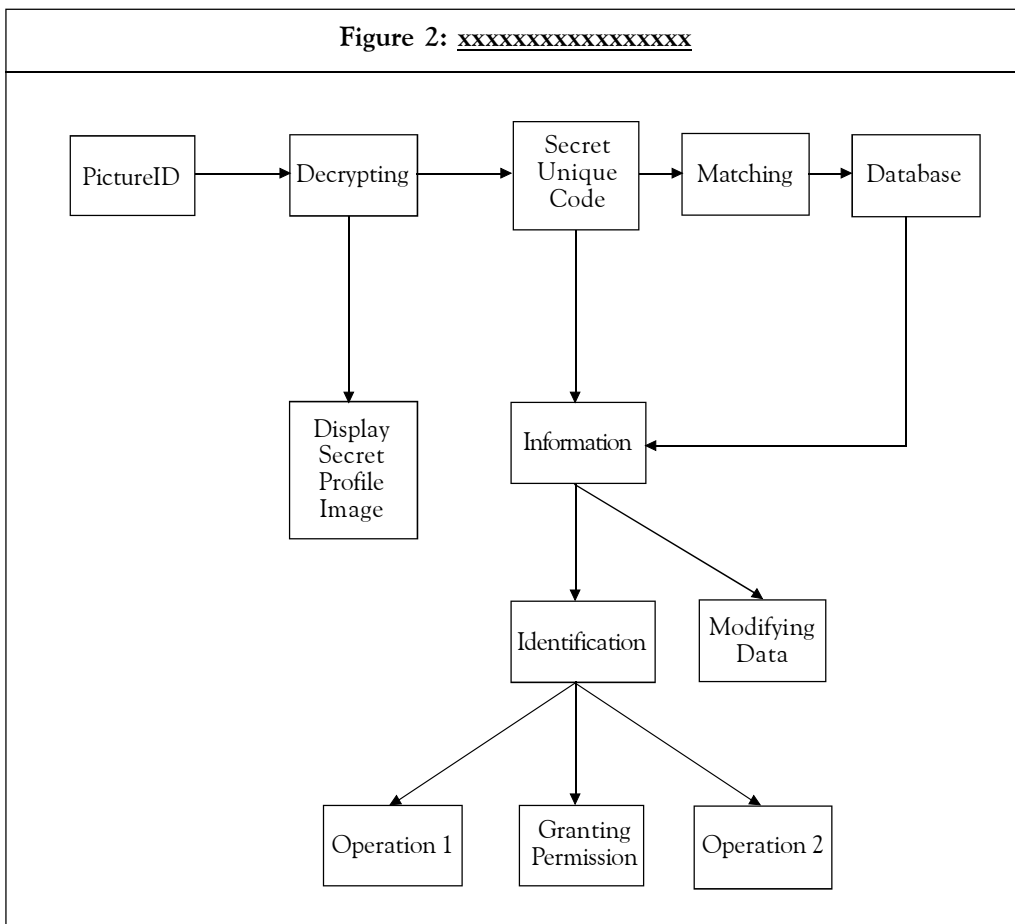 Figure 2: xxxxxxxxxxxxxxxxx
PictureID
Decrypting
Secret
Unique
Code
Matching
Database
Display
Secret
Profile
Image
Information
Identification
Modifying
Data
Operation 1
Granting
Permission
Operation 2